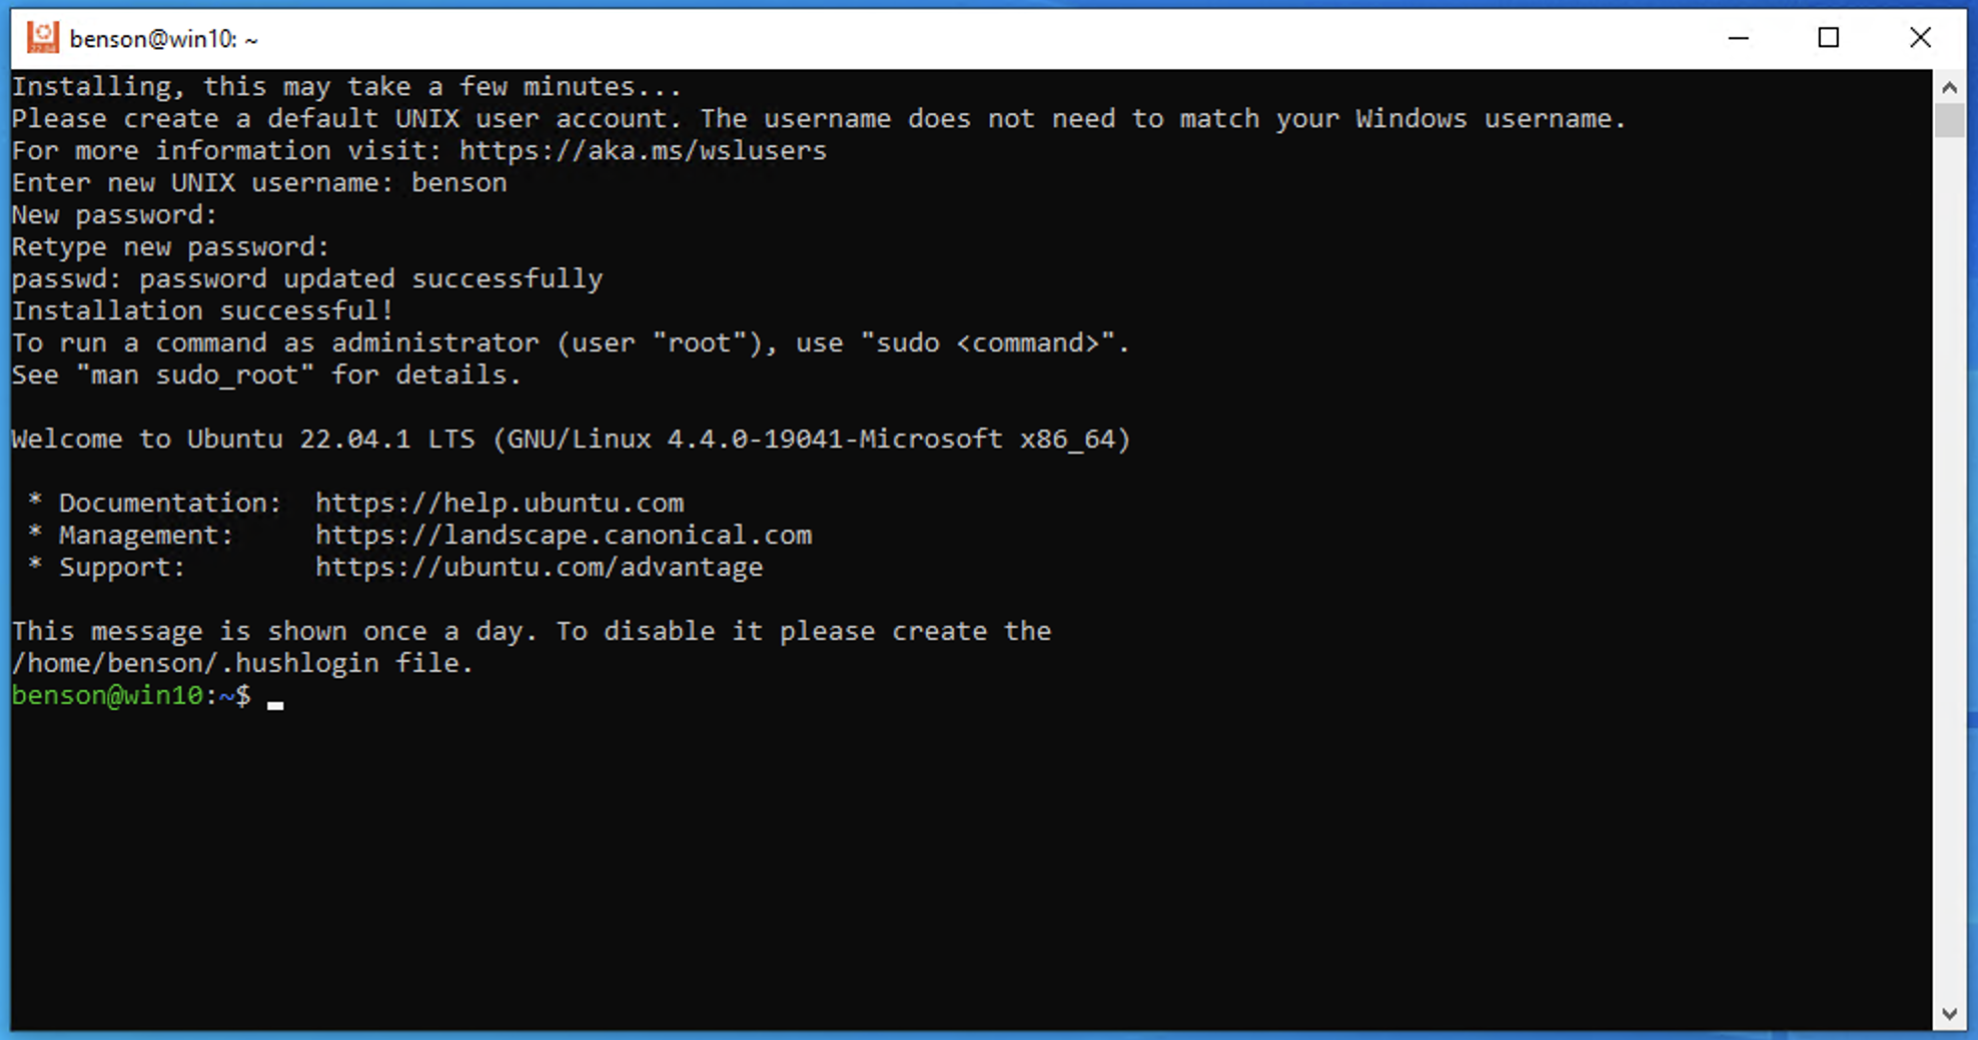 benson@win10: ~
Installing, this may take a few minutes...
Please create a default UNIX user account. The username does not need to match your Windows username.
For more information visit: https://aka.ms/wslusers
Enter new UNIX username: benson
New password:
Retype new password:
passwd: password updated successfully
Installation successful!
To run a command as administrator (user "root"), use "sudo <command>".
See "man sudo_root" for details.
Welcome to Ubuntu 22.04.1 LTS (GNU/Linux 4.4.0-19041-Microsoft x86_64)
* Documentation:  https://help.ubuntu.com
* Management:     https://landscape.canonical.com
* Support:        https://ubuntu.com/advantage
This message is shown once a day. To disable it please create the
/home/benson/.hushlogin file.
benson@win10:~$